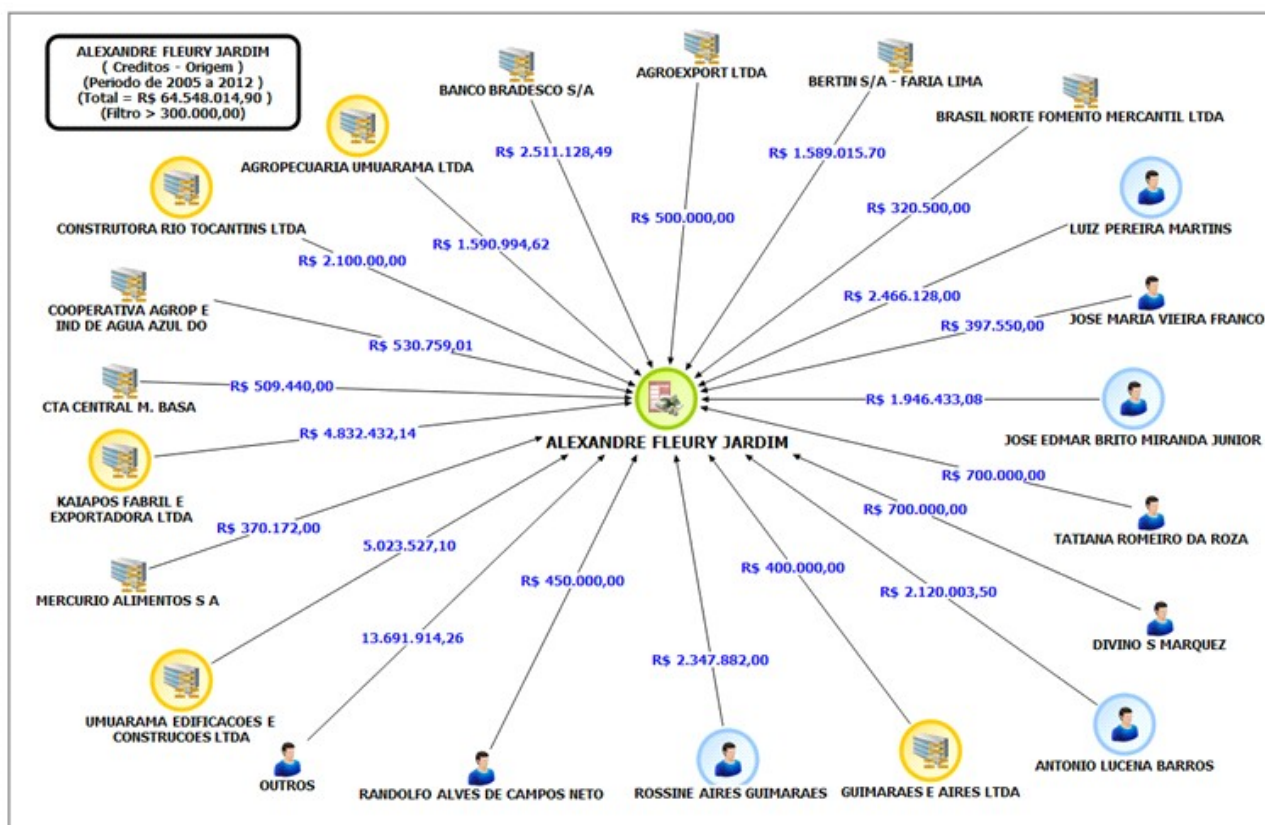 ALEXANDRE FLEURY JARDIM
( Creditos - Origem )
(Periodo de 2005 a 2012 )
(Total = R$ 64.548.014,90 )
(Filtro > 300.000,00)
BANCO BRADESCO S/A
AGROEXPORT LTDA
BERTIN S/A - FARIA LIMA
BRASIL NORTE FOMENTO MERCANTIL LTDA
AGROPECUARIA UMUARAMA LTDA
R$ 2.511.128,49
R$ 1.589.015.70
CONSTRUTORA RIO TOCANTINS LTDA
R$ 1.590.994,62
R$ 500.000,00
R$ 320.500,00
LUIZ PEREIRA MARTINS
R$ 2.100.00,00
R$ 2.466.128,00
COOPERATIVA AGROP E
IND DE AGUA AZUL DO
R$ 530.759,01
R$ 397.550,00
JOSE MARIA VIEIRA FRANCO
CTA CENTRAL M. BASA
R$ 509.440,00
R$ 1.946.433,08
JOSE EDMAR BRITO MIRANDA JUNIOR
R$ 4.832.432,14
ALEXANDRE FLEURY JARDIM
KAIAPOS FABRIL E
EXPORTADORA LTDA
R$ 700.000,00
TATIANA ROMEIRO DA ROZA
R$ 370.172,00
R$ 700.000,00
MERCURIO ALIMENTOS S A
5.023.527,10
R$ 450.000,00
R$ 400.000,00
R$ 2.120.003,50
DIVINO S MARQUEZ
13.691.914,26
R$ 2.347.882,00
UMUARAMA EDIFICACOES E
CONSTRUCOES LTDA
ANTONIO LUCENA BARROS
OUTROS
RANDOLFO ALVES DE CAMPOS NETO
ROSSINE AIRES GUIMARAES
GUIMARAES E AIRES LTDA